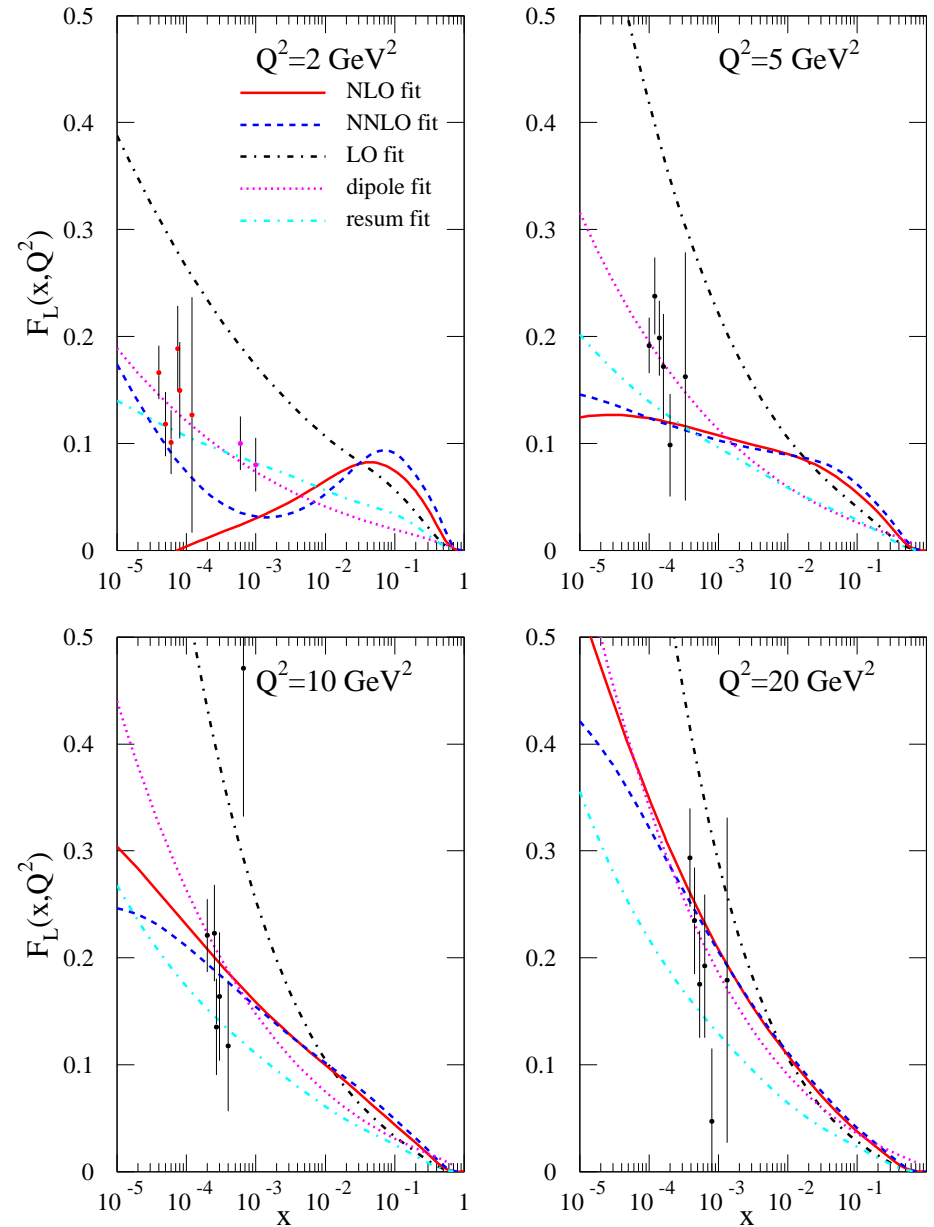 Q²=2 GeV²
NLO fit
NNLO fit
LO fit
dipole fit
resum fit
F_L(x,Q²)
0.5
0.4
0.3
0.2
0.1
0
10⁻⁵ 10⁻⁴ 10⁻³ 10⁻² 10⁻¹ 1
Q²=5 GeV²
0.5
0.4
0.3
0.2
0.1
0
10⁻⁵ 10⁻⁴ 10⁻³ 10⁻² 10⁻¹
Q²=10 GeV²
F_L(x,Q²)
0.5
0.4
0.3
0.2
0.1
0
10⁻⁵ 10⁻⁴ 10⁻³ 10⁻² 10⁻¹ 1
x
Q²=20 GeV²
0.5
0.4
0.3
0.2
0.1
0
10⁻⁵ 10⁻⁴ 10⁻³ 10⁻² 10⁻¹
x